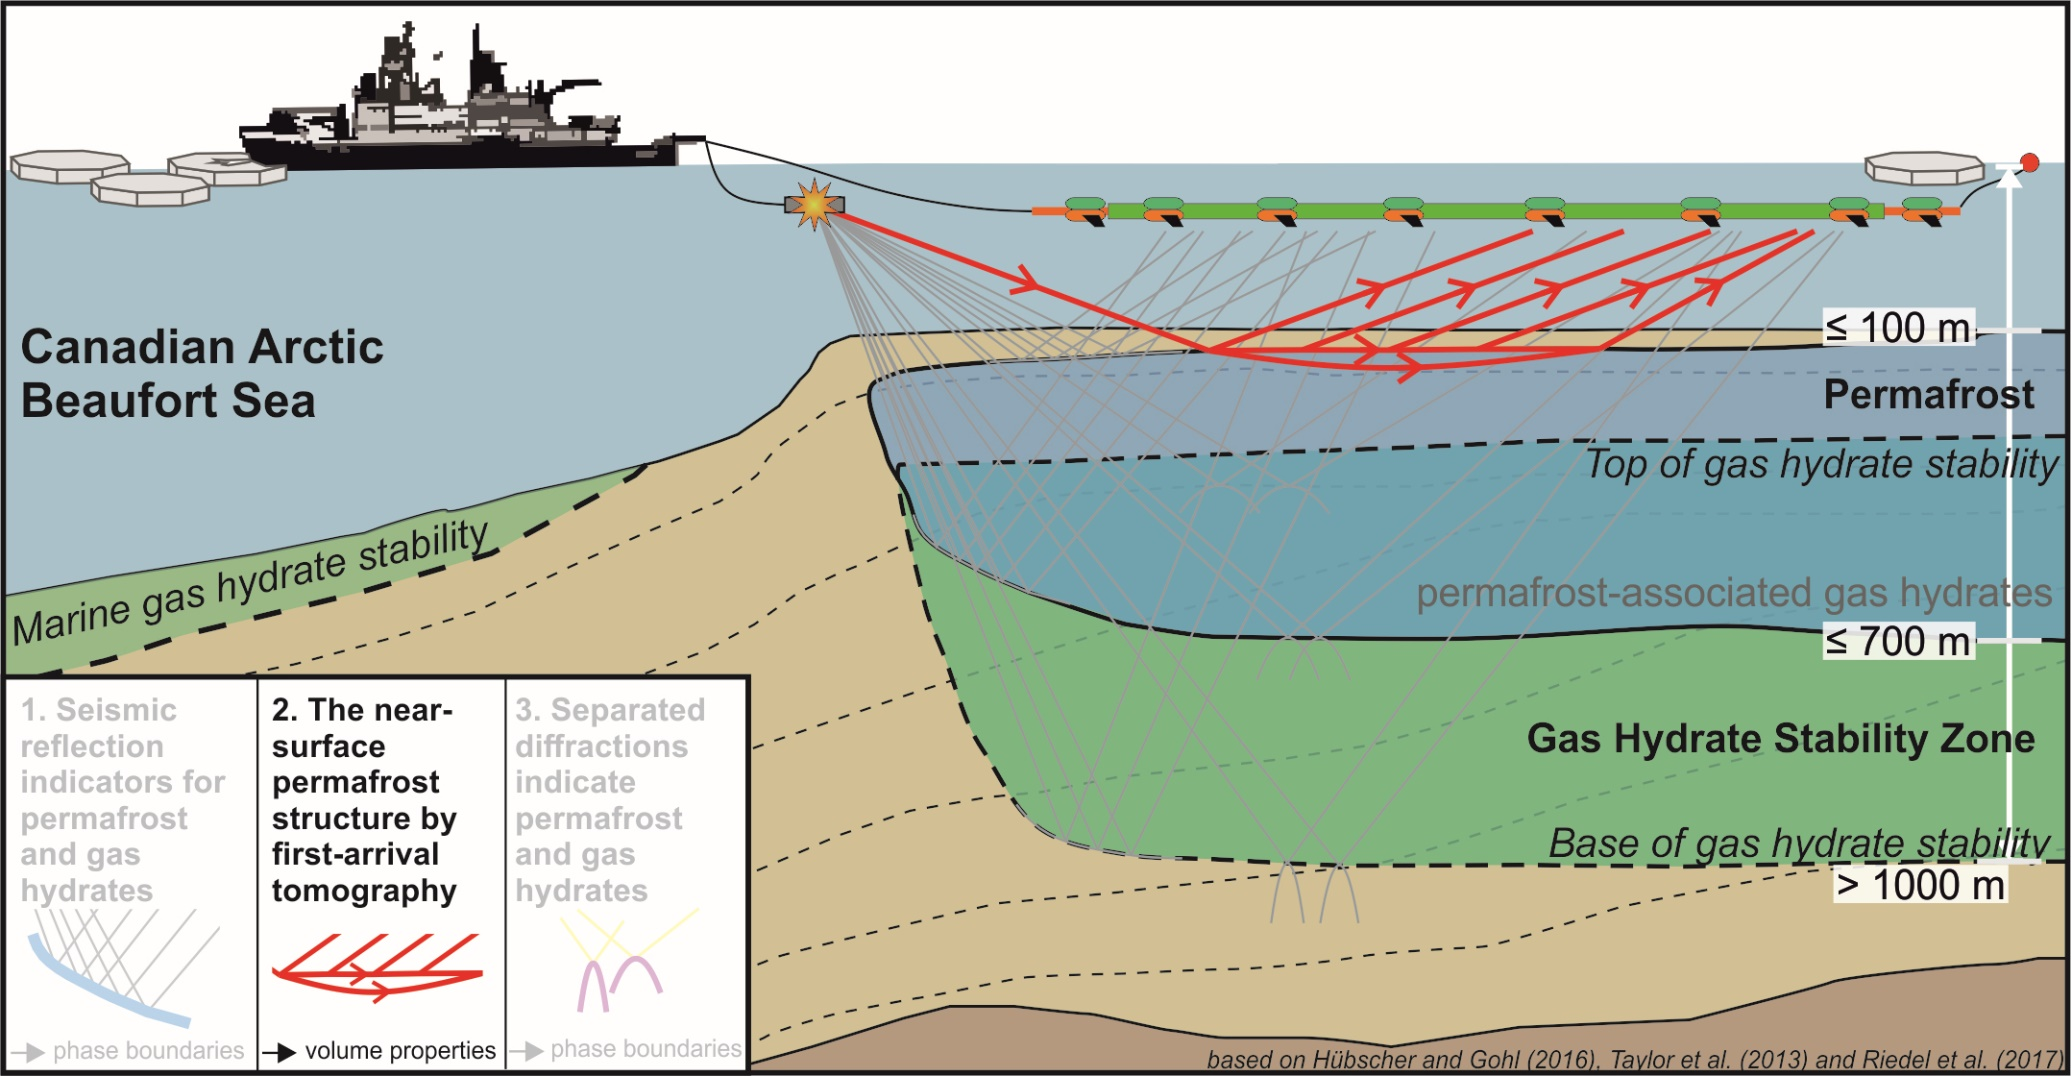 Canadian Arctic
Beaufort Sea
≤ 100 m
Permafrost
Top of gas hydrate stability
Marine gas hydrate stability
permafrost-associated gas hydrates
≤ 700 m
Gas Hydrate Stability Zone
Base of gas hydrate stability
> 1000 m
1. Seismic
reflection
indicators for
permafrost
and gas
hydrates
→ phase boundaries
2. The near-
surface
permafrost
structure by
first-arrival
tomography
→ volume properties
3. Separated
diffractions
indicate
permafrost
and gas
hydrates
→ phase boundaries
based on Hübscher and Gohl (2016), Taylor et al. (2013) and Riedel et al. (2017)